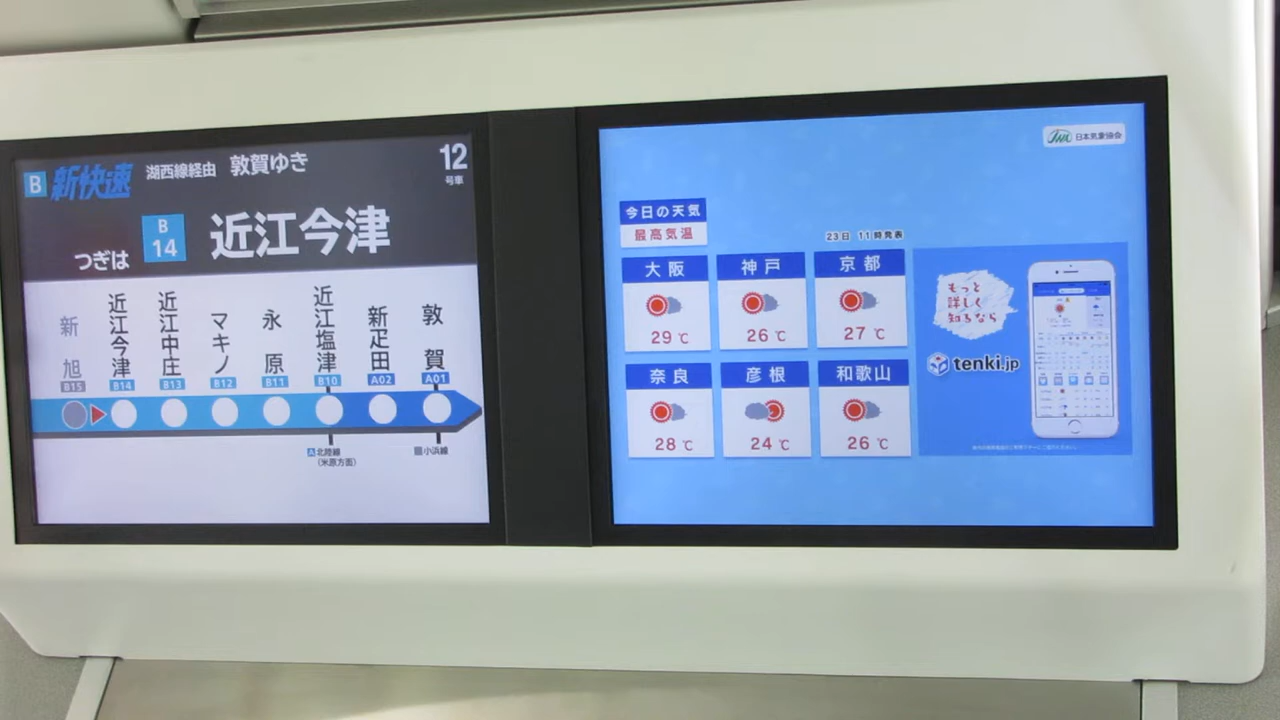 B 新快速 湖西線経由 敦賀ゆき 12
号車
つぎは B 14 近江今津
新旭 近江今津 近江中庄 マキノ 永原 近江塩津 新疋田 敦賀
B15 B14 B13 B12 B11 B10 A02 A01
A北陸線 小浜線
(米原方面)
日本気象協会
今日の天気
最高気温
23日 11時発表
大阪 神戸 京都
29℃ 26℃ 27℃
奈良 彦根 和歌山
28℃ 24℃ 26℃
もっと
詳しく
知るなら
tenki.jp